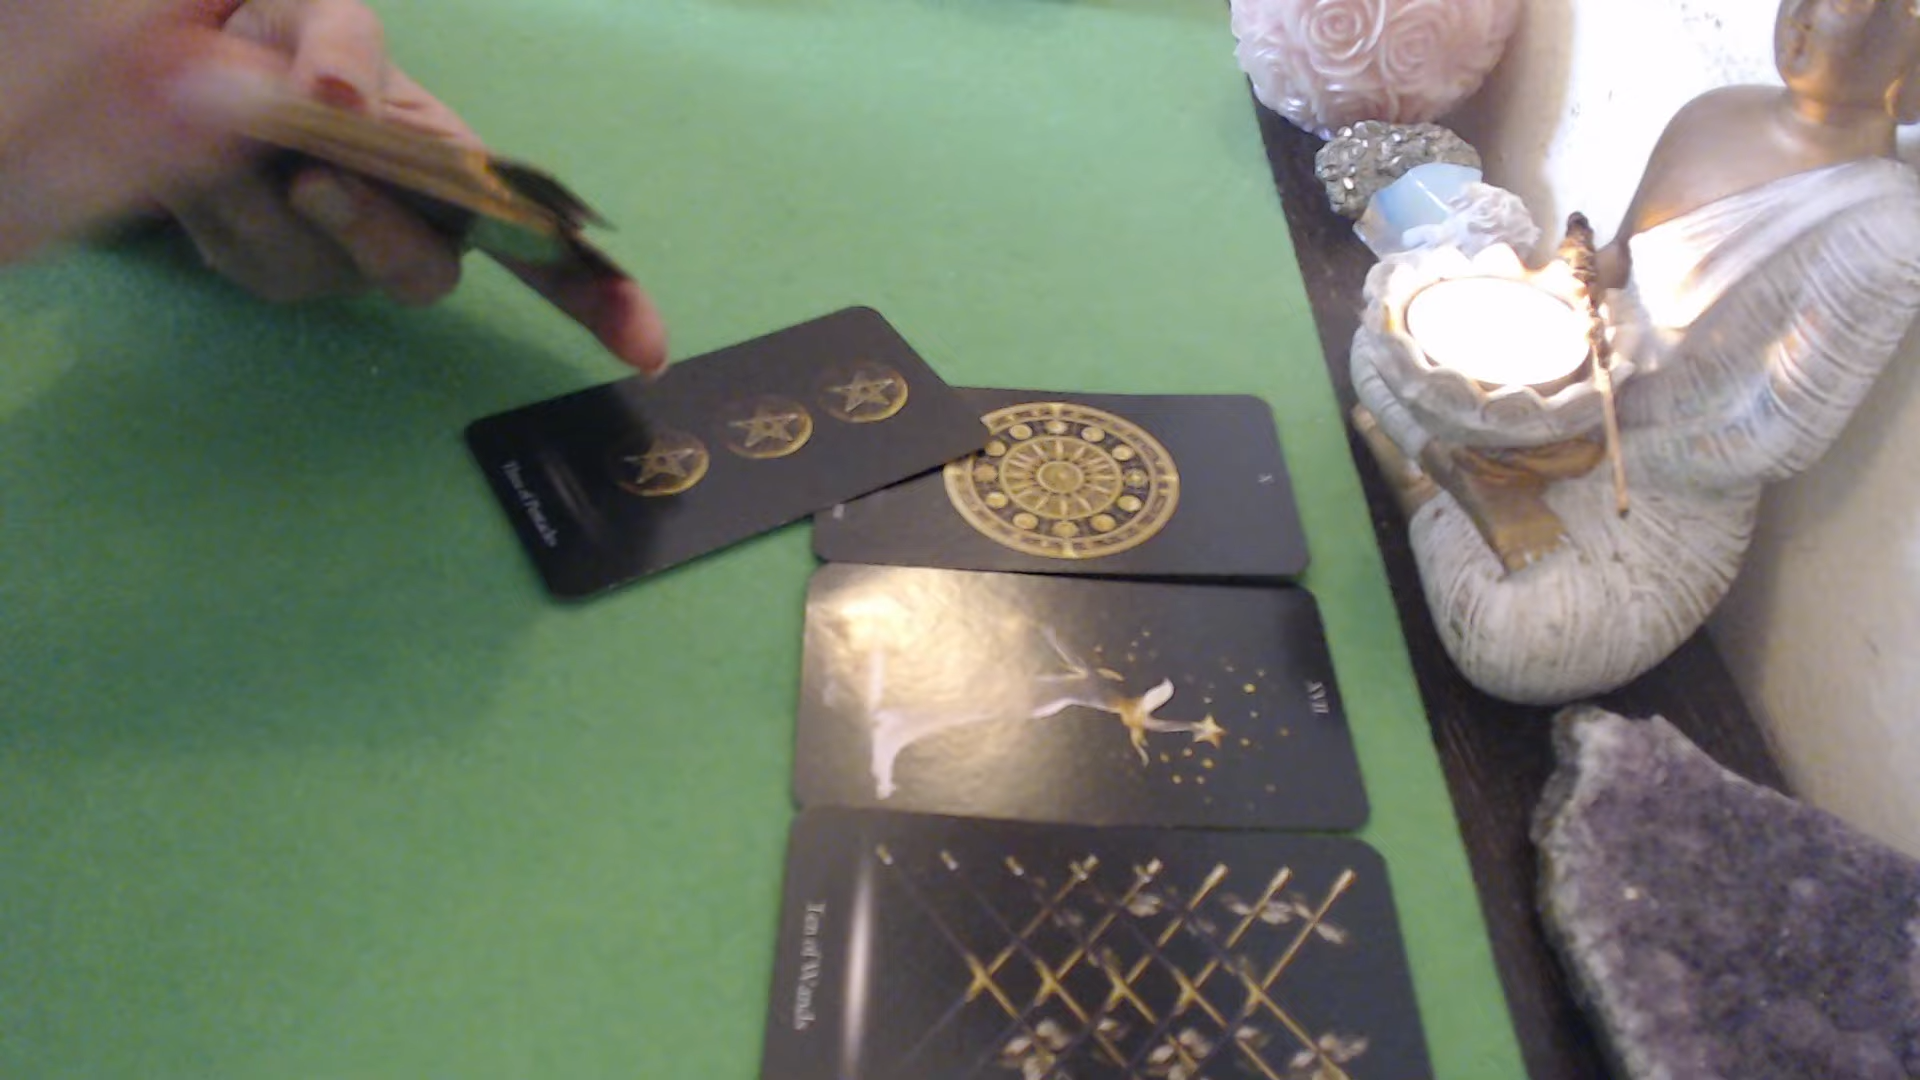 Three of Pentacles
X
XVII
Ten of Wands